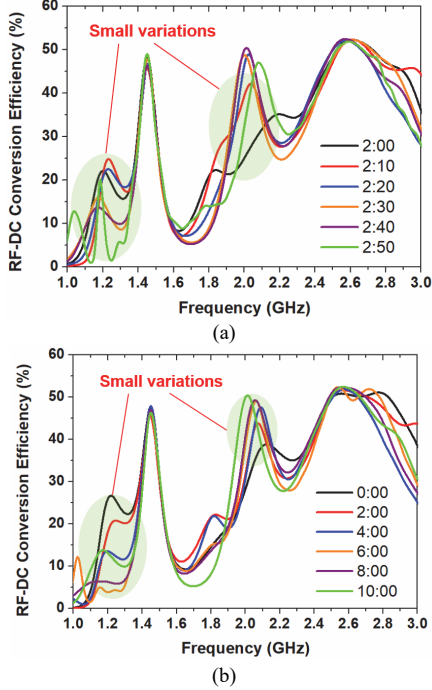 RF-DC Conversion Efficiency (%)
60
50
40
30
20
10
0
Small variations
2:00
2:10
2:20
2:30
2:40
2:50
1.0 1.2 1.4 1.6 1.8 2.0 2.2 2.4 2.6 2.8 3.0
Frequency (GHz)
(a)
RF-DC Conversion Efficiency (%)
60
50
40
30
20
10
0
Small variations
0:00
2:00
4:00
6:00
8:00
10:00
1.0 1.2 1.4 1.6 1.8 2.0 2.2 2.4 2.6 2.8 3.0
Frequency (GHz)
(b)